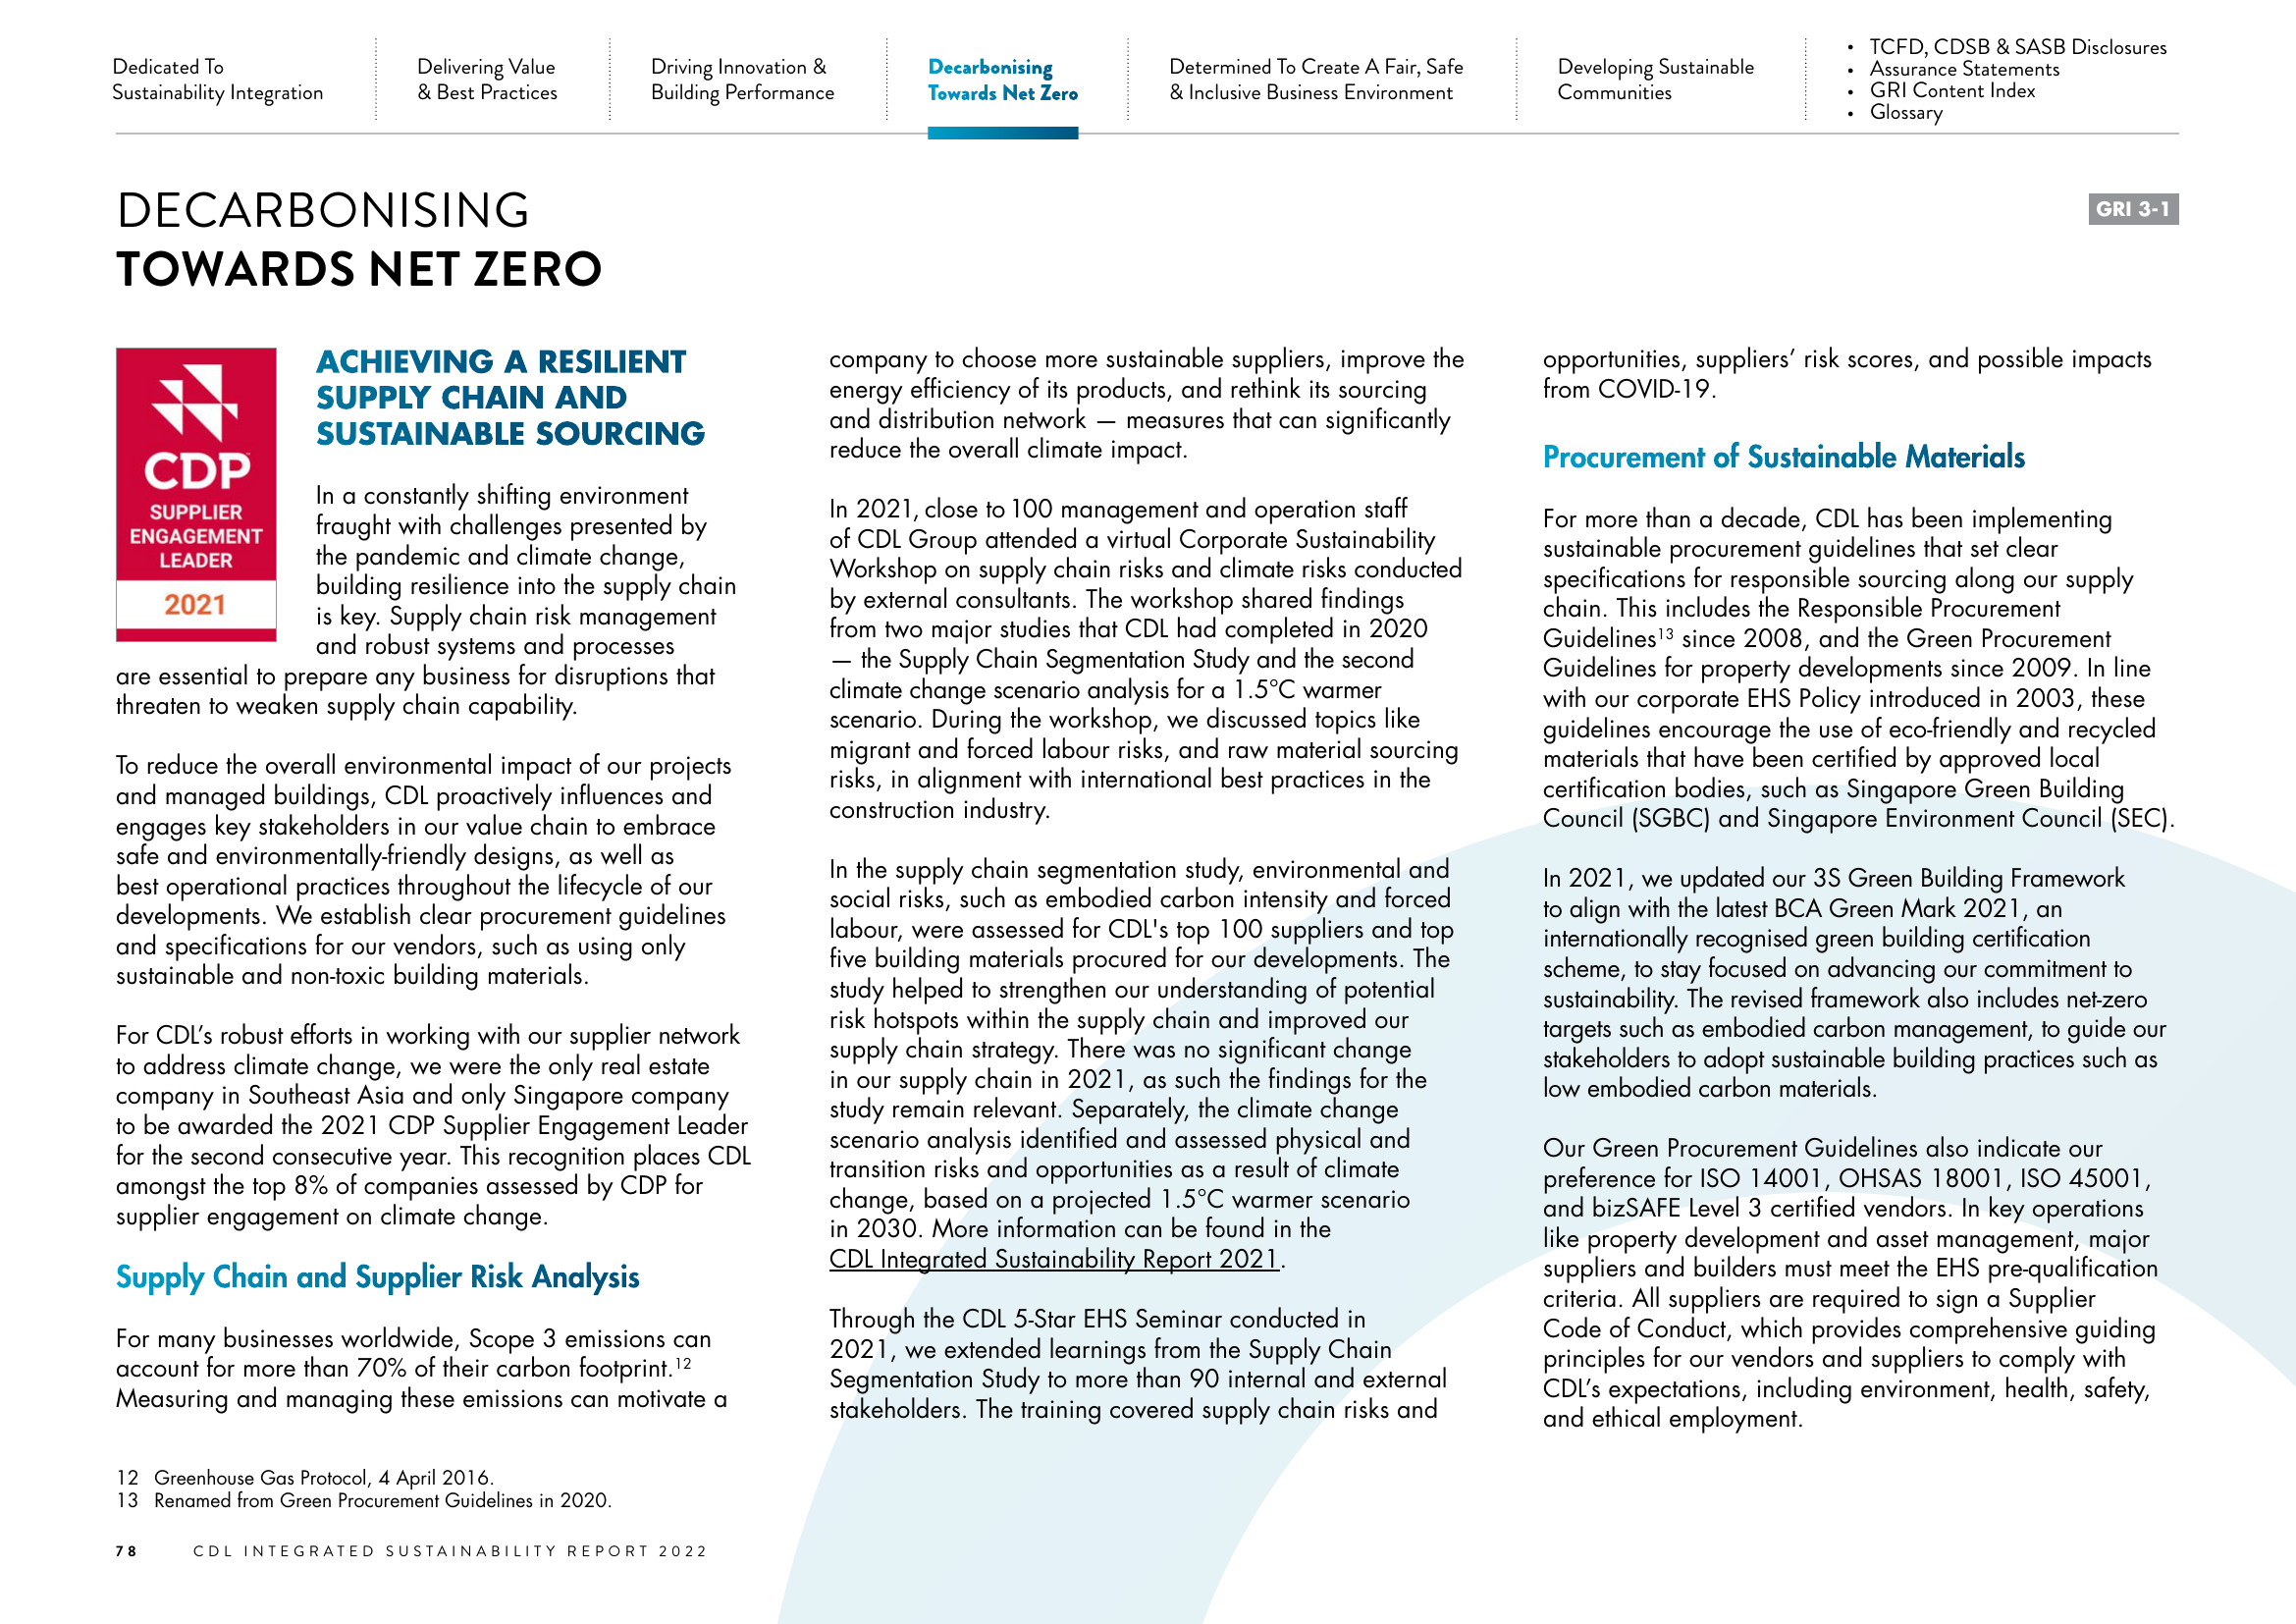 Dedicated To
Sustainability Integration
Delivering Value
& Best Practices
Driving Innovation &
Building Performance
Decarbonising
Towards Net Zero
Determined To Create A Fair, Safe
& Inclusive Business Environment
Developing Sustainable
Communities
• TCFD, CDSB & SASB Disclosures
• Assurance Statements
• GRI Content Index
• Glossary
DECARBONISING
TOWARDS NET ZERO
GRI 3-1
CDP
SUPPLIER
ENGAGEMENT
LEADER
2021
ACHIEVING A RESILIENT
SUPPLY CHAIN AND
SUSTAINABLE SOURCING
In a constantly shifting environment
fraught with challenges presented by
the pandemic and climate change,
building resilience into the supply chain
is key. Supply chain risk management
and robust systems and processes
are essential to prepare any business for disruptions that
threaten to weaken supply chain capability.
To reduce the overall environmental impact of our projects
and managed buildings, CDL proactively influences and
engages key stakeholders in our value chain to embrace
safe and environmentally-friendly designs, as well as
best operational practices throughout the lifecycle of our
developments. We establish clear procurement guidelines
and specifications for our vendors, such as using only
sustainable and non-toxic building materials.
For CDL’s robust efforts in working with our supplier network
to address climate change, we were the only real estate
company in Southeast Asia and only Singapore company
to be awarded the 2021 CDP Supplier Engagement Leader
for the second consecutive year. This recognition places CDL
amongst the top 8% of companies assessed by CDP for
supplier engagement on climate change.
Supply Chain and Supplier Risk Analysis
For many businesses worldwide, Scope 3 emissions can
account for more than 70% of their carbon footprint.12
Measuring and managing these emissions can motivate a
company to choose more sustainable suppliers, improve the
energy efficiency of its products, and rethink its sourcing
and distribution network — measures that can significantly
reduce the overall climate impact.
In 2021, close to 100 management and operation staff
of CDL Group attended a virtual Corporate Sustainability
Workshop on supply chain risks and climate risks conducted
by external consultants. The workshop shared findings
from two major studies that CDL had completed in 2020
— the Supply Chain Segmentation Study and the second
climate change scenario analysis for a 1.5°C warmer
scenario. During the workshop, we discussed topics like
migrant and forced labour risks, and raw material sourcing
risks, in alignment with international best practices in the
construction industry.
In the supply chain segmentation study, environmental and
social risks, such as embodied carbon intensity and forced
labour, were assessed for CDL's top 100 suppliers and top
five building materials procured for our developments. The
study helped to strengthen our understanding of potential
risk hotspots within the supply chain and improved our
supply chain strategy. There was no significant change
in our supply chain in 2021, as such the findings for the
study remain relevant. Separately, the climate change
scenario analysis identified and assessed physical and
transition risks and opportunities as a result of climate
change, based on a projected 1.5°C warmer scenario
in 2030. More information can be found in the
CDL Integrated Sustainability Report 2021.
Through the CDL 5-Star EHS Seminar conducted in
2021, we extended learnings from the Supply Chain
Segmentation Study to more than 90 internal and external
stakeholders. The training covered supply chain risks and
opportunities, suppliers’ risk scores, and possible impacts
from COVID-19.
Procurement of Sustainable Materials
For more than a decade, CDL has been implementing
sustainable procurement guidelines that set clear
specifications for responsible sourcing along our supply
chain. This includes the Responsible Procurement
Guidelines13 since 2008, and the Green Procurement
Guidelines for property developments since 2009. In line
with our corporate EHS Policy introduced in 2003, these
guidelines encourage the use of eco-friendly and recycled
materials that have been certified by approved local
certification bodies, such as Singapore Green Building
Council (SGBC) and Singapore Environment Council (SEC).
In 2021, we updated our 3S Green Building Framework
to align with the latest BCA Green Mark 2021, an
internationally recognised green building certification
scheme, to stay focused on advancing our commitment to
sustainability. The revised framework also includes net-zero
targets such as embodied carbon management, to guide our
stakeholders to adopt sustainable building practices such as
low embodied carbon materials.
Our Green Procurement Guidelines also indicate our
preference for ISO 14001, OHSAS 18001, ISO 45001,
and bizSAFE Level 3 certified vendors. In key operations
like property development and asset management, major
suppliers and builders must meet the EHS pre-qualification
criteria. All suppliers are required to sign a Supplier
Code of Conduct, which provides comprehensive guiding
principles for our vendors and suppliers to comply with
CDL’s expectations, including environment, health, safety,
and ethical employment.
12 Greenhouse Gas Protocol, 4 April 2016.
13 Renamed from Green Procurement Guidelines in 2020.
78 CDL INTEGRATED SUSTAINABILITY REPORT 2022